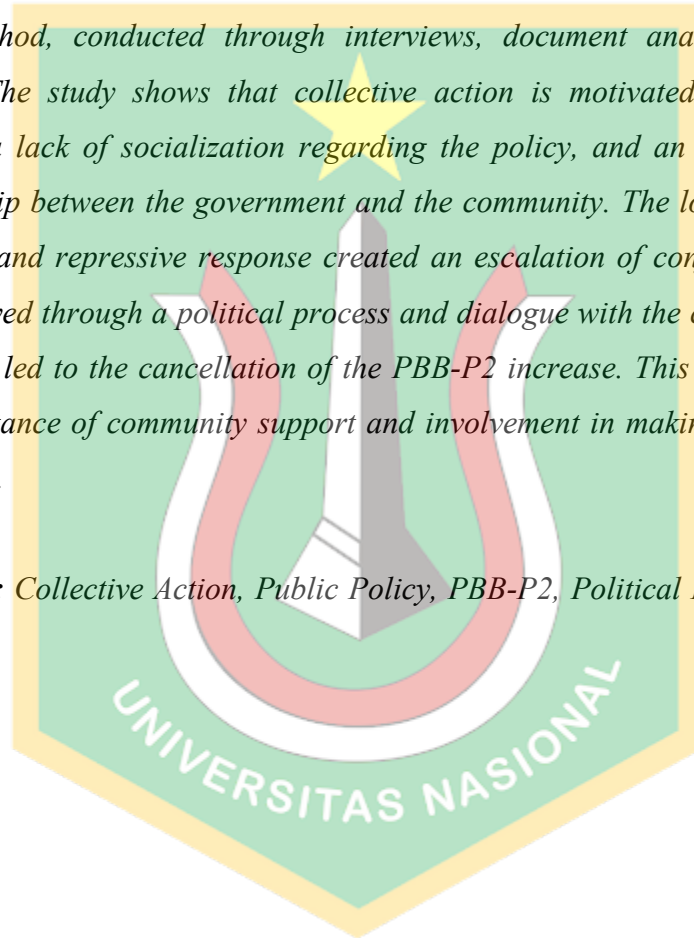 hod, conducted through interviews, document ana
The study shows that collective action is motivated
lack of socialization regarding the policy, and an
ip between the government and the community. The lo
and repressive response created an escalation of con
ed through a political process and dialogue with the c
led to the cancellation of the PBB-P2 increase. This
tance of community support and involvement in makin
: Collective Action, Public Policy, PBB-P2, Political
UNIVERSITAS NASIONAL